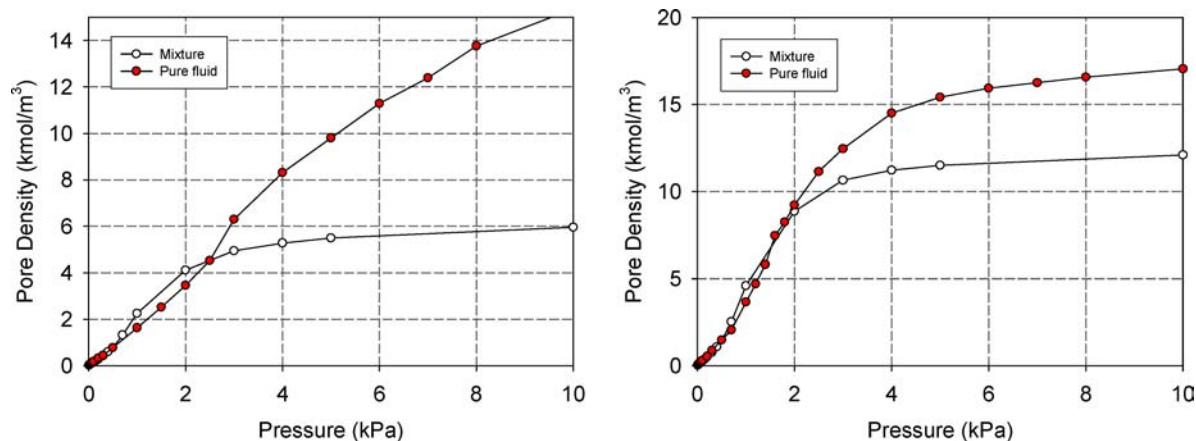 14
12
10
8
6
4
2
0
Pore Density (kmol/m³)
Mixture
Pure fluid
0 2 4 6 8 10
Pressure (kPa)
20
15
10
5
0
Pore Density (kmol/m³)
Mixture
Pure fluid
0 2 4 6 8 10
Pressure (kPa)